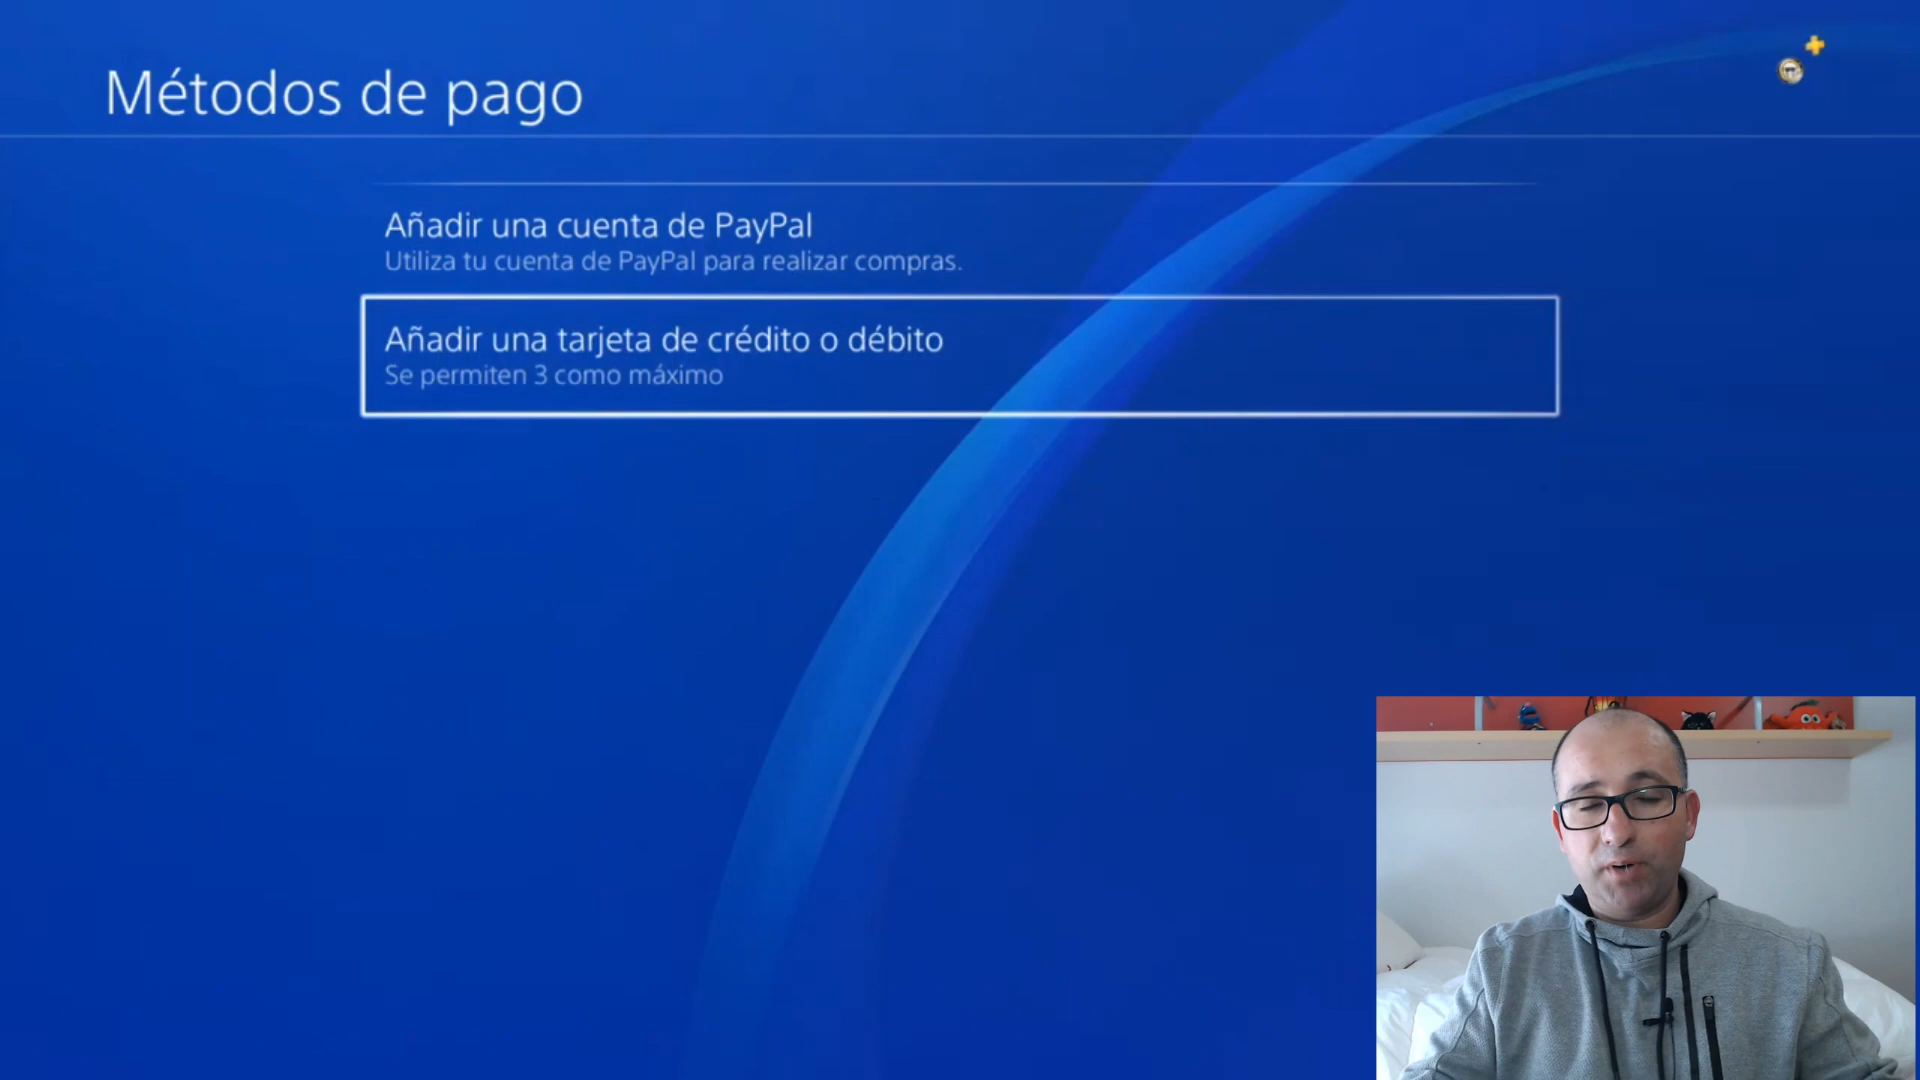 Métodos de pago
Añadir una cuenta de PayPal
Utiliza tu cuenta de PayPal para realizar compras.
Añadir una tarjeta de crédito o débito
Se permiten 3 como máximo